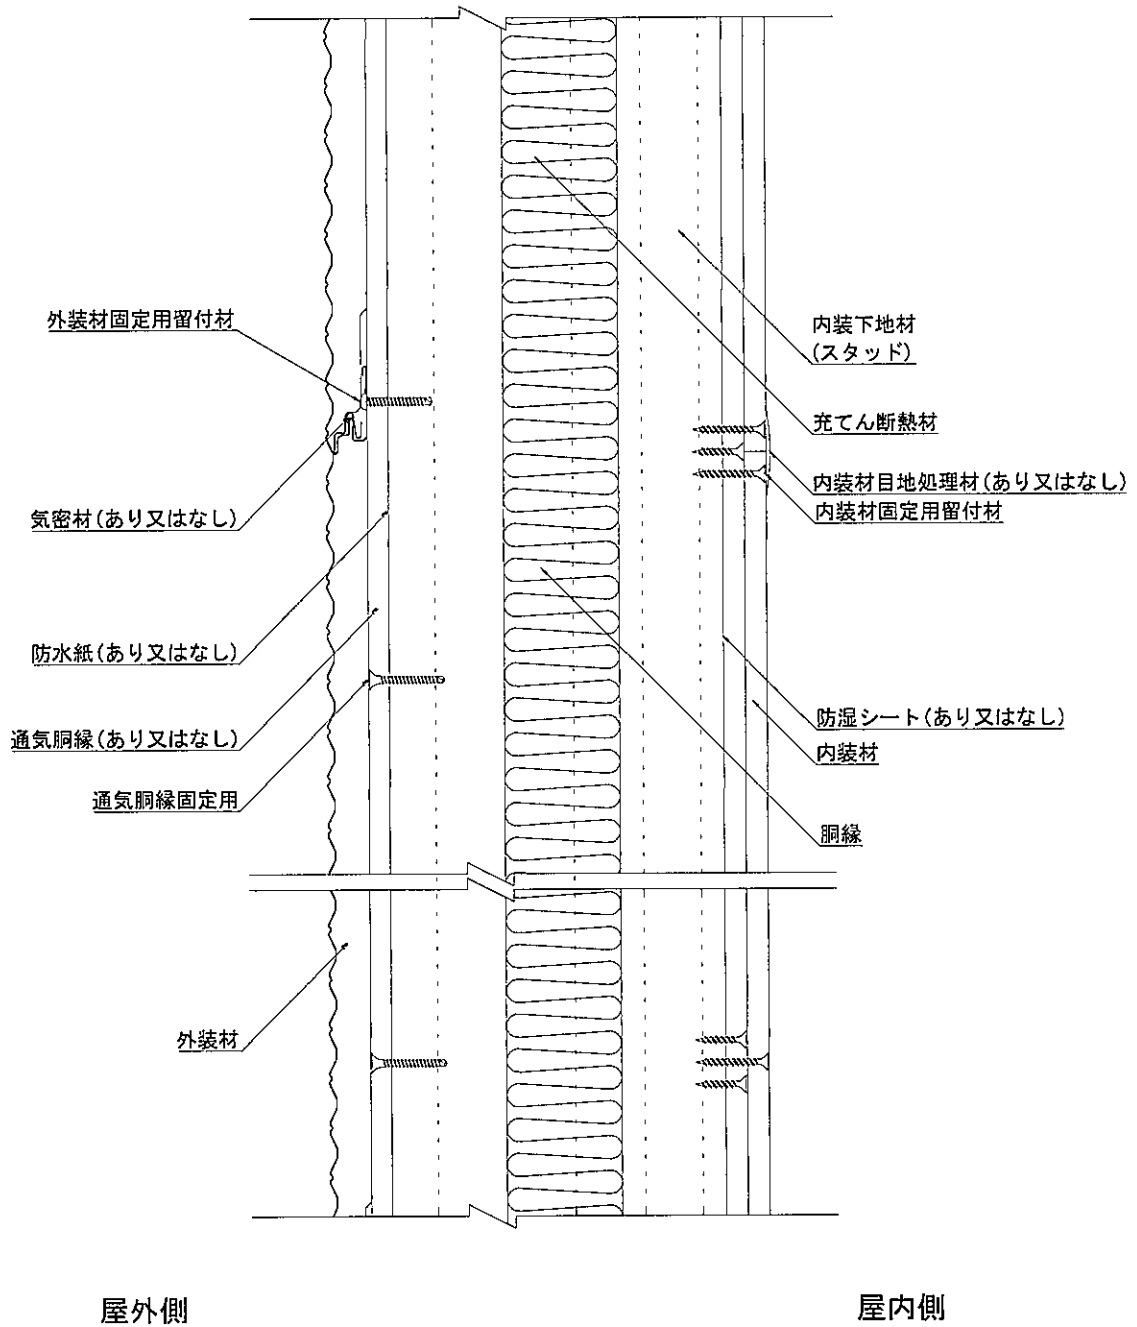 外装材固定用留付材
気密材(あり又はなし)
防水紙(あり又はなし)
通気胴縁(あり又はなし)
通気胴縁固定用
外装材
内装下地材
(スタッド)
充てん断熱材
内装材目地処理材(あり又はなし)
内装材固定用留付材
防湿シート(あり又はなし)
内装材
胴縁
屋外側
屋内側